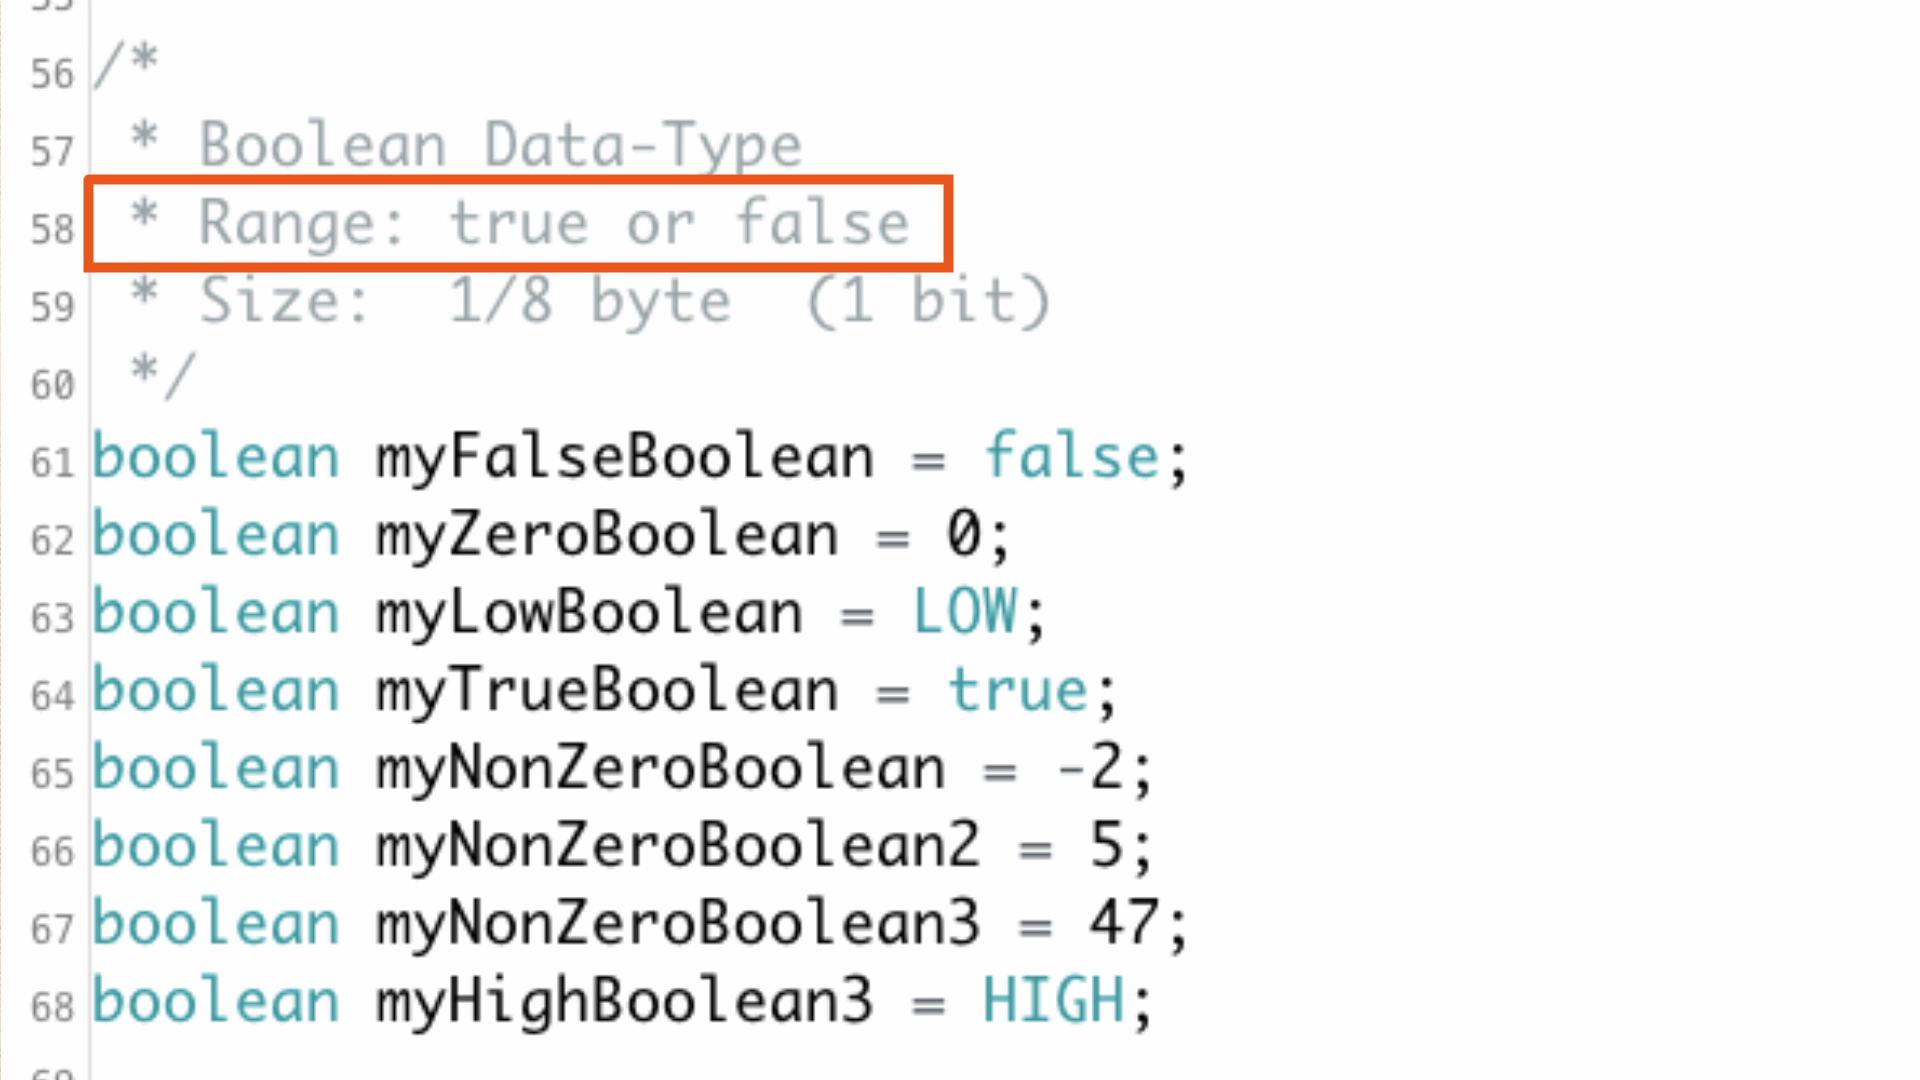 56 /*
57  * Boolean Data-Type
58  * Range: true or false
59  * Size:  1/8 byte  (1 bit)
60  */
61 boolean myFalseBoolean = false;
62 boolean myZeroBoolean = 0;
63 boolean myLowBoolean = LOW;
64 boolean myTrueBoolean = true;
65 boolean myNonZeroBoolean = -2;
66 boolean myNonZeroBoolean2 = 5;
67 boolean myNonZeroBoolean3 = 47;
68 boolean myHighBoolean3 = HIGH;